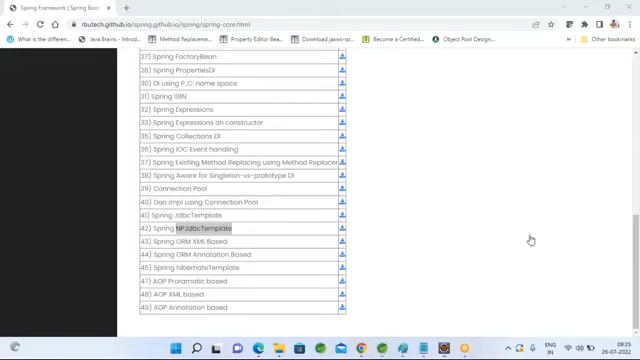 Spring Framework | Spring Boot
rbutech.github.io/spring.github.io/spring/spring-core.html
What is the differen...
Java Brains - Home
Method Replacement...
Property Editor Bea...
Download jaxws-sp...
Become a Certified...
Object Pool Design...
Other bookmarks
27) Spring FactoryBean
28) Spring PropertiesDI
30) Di using P_C: name space
31) Spring I18N
32) Spring Expressions
33) Spring Expressions on constructor
35) Spring Collections DI
36) Spring IOC Event handling
37) Spring Existing Method Replacing using Method Replacer
38) Spring Aware for Singleton-vs-prototype DI
39) Connection Pool
40) Dao impl using Connection Pool
41) Spring JdbcTemplate
42) Spring NPJdbcTemplate
43) Spring ORM XML Based
44) Spring ORM Annotation Based
45) Spring hibernateTemplate
47) AOP Proramatic based
48) AOP XML based
49) AOP Annotation based
ENG
IN
09:25
26-07-2022